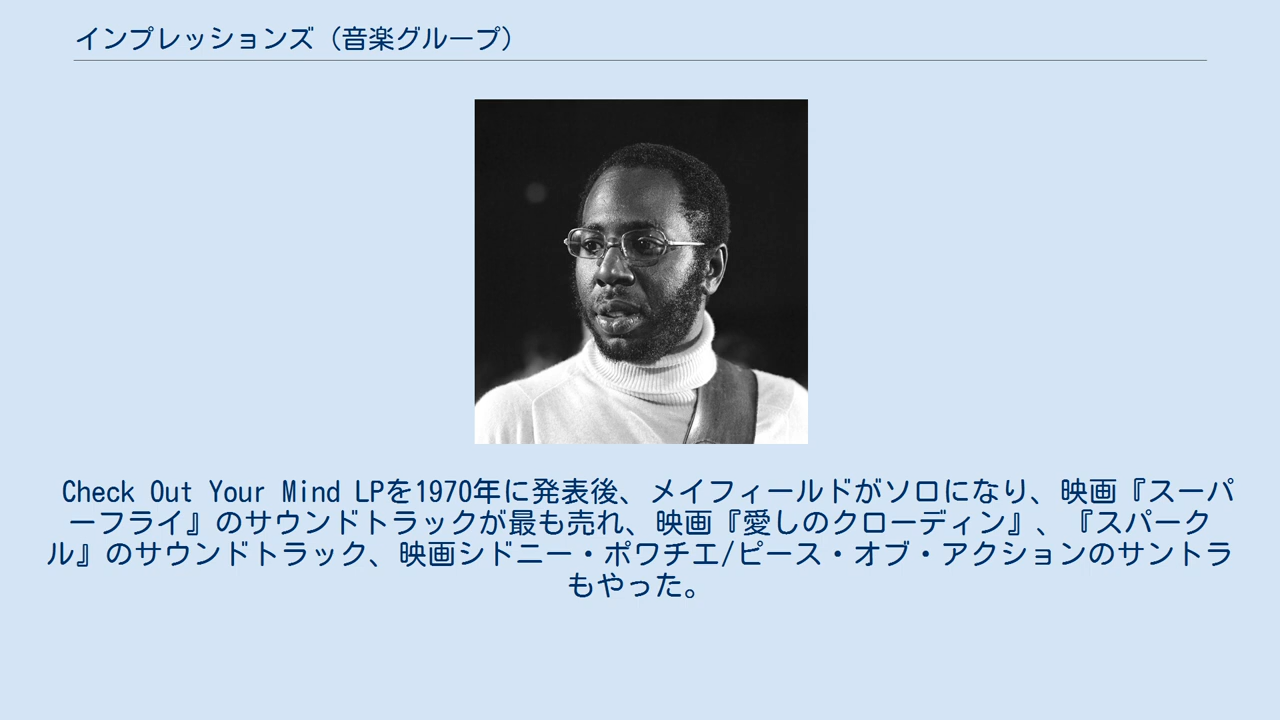 インプレッションズ（音楽グループ）
Check Out Your Mind LPを1970年に発表後、メイフィールドがソロになり、映画『スーパ
ーフライ』のサウンドトラックが最も売れ、映画『愛しのクローディン』、『スパーク
ル』のサウンドトラック、映画シドニー・ポワチエ/ピース・オブ・アクションのサントラ
もやった。